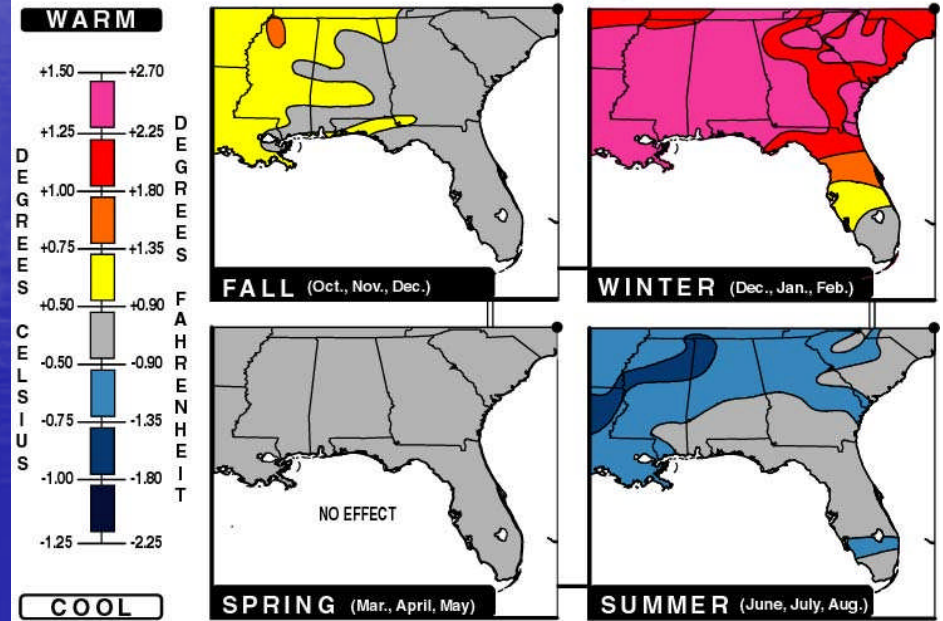 WARM
+1.50 +2.70
+1.25 +2.25
+1.00 +1.80
+0.75 +1.35
+0.50 +0.90
-0.50 -0.90
-0.75 -1.35
-1.00 -1.80
-1.25 -2.25
DEGREES CELSIUS
DEGREES FAHRENHEIT
COOL
FALL (Oct., Nov., Dec.)
WINTER (Dec., Jan., Feb.)
NO EFFECT
SPRING (Mar., April, May)
SUMMER (June, July, Aug.)